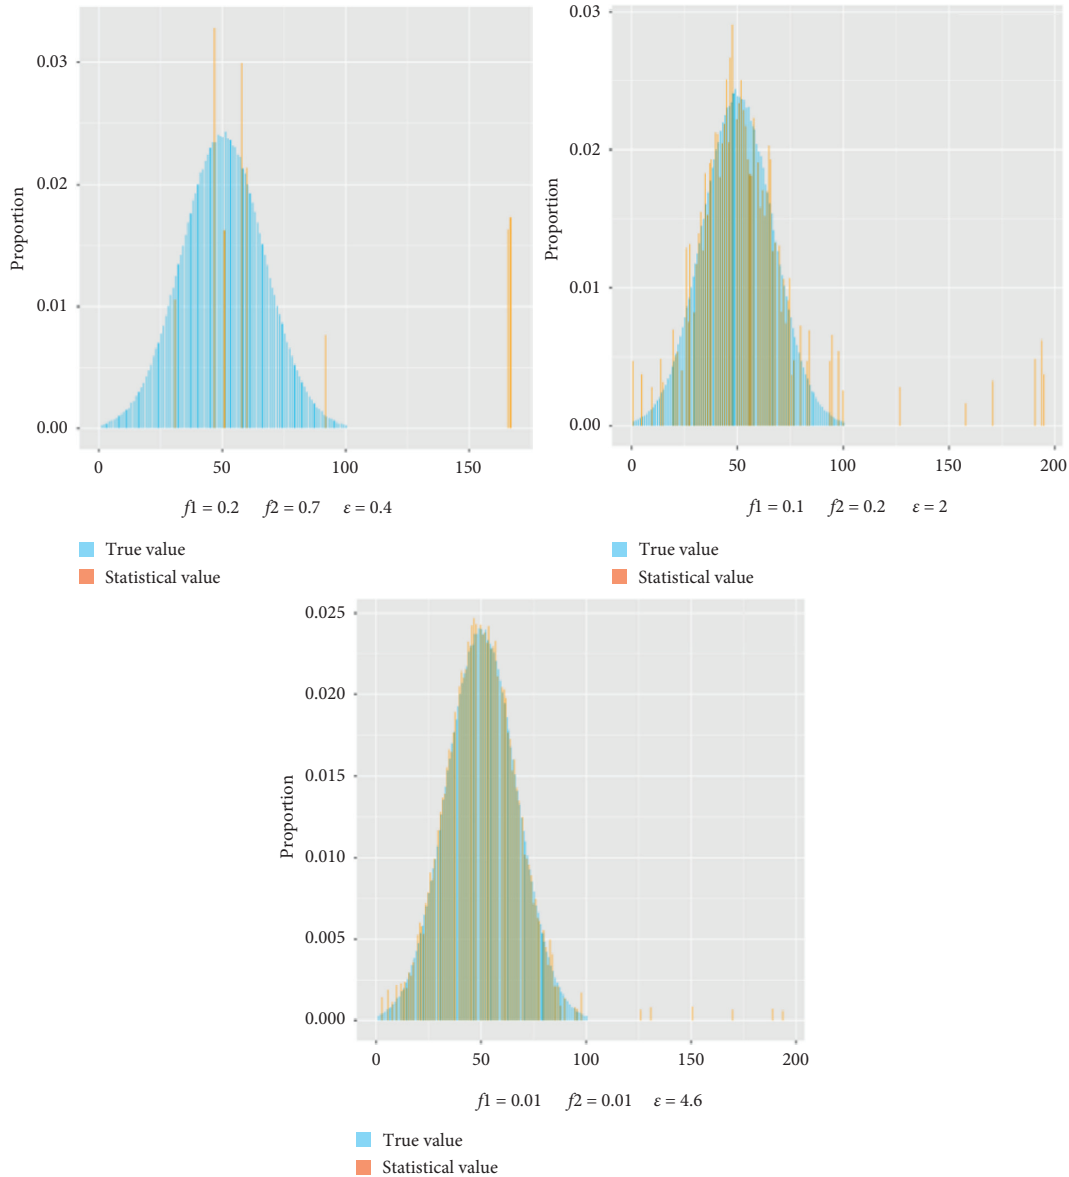 0.03
0.02
0.01
0.00
Proportion
0 50 100 150
f1 = 0.2 f2 = 0.7 ε = 0.4
True value
Statistical value
0.03
0.02
0.01
0.00
Proportion
0 50 100 150 200
f1 = 0.1 f2 = 0.2 ε = 2
True value
Statistical value
0.025
0.020
0.015
0.010
0.005
0.000
Proportion
0 50 100 150 200
f1 = 0.01 f2 = 0.01 ε = 4.6
True value
Statistical value